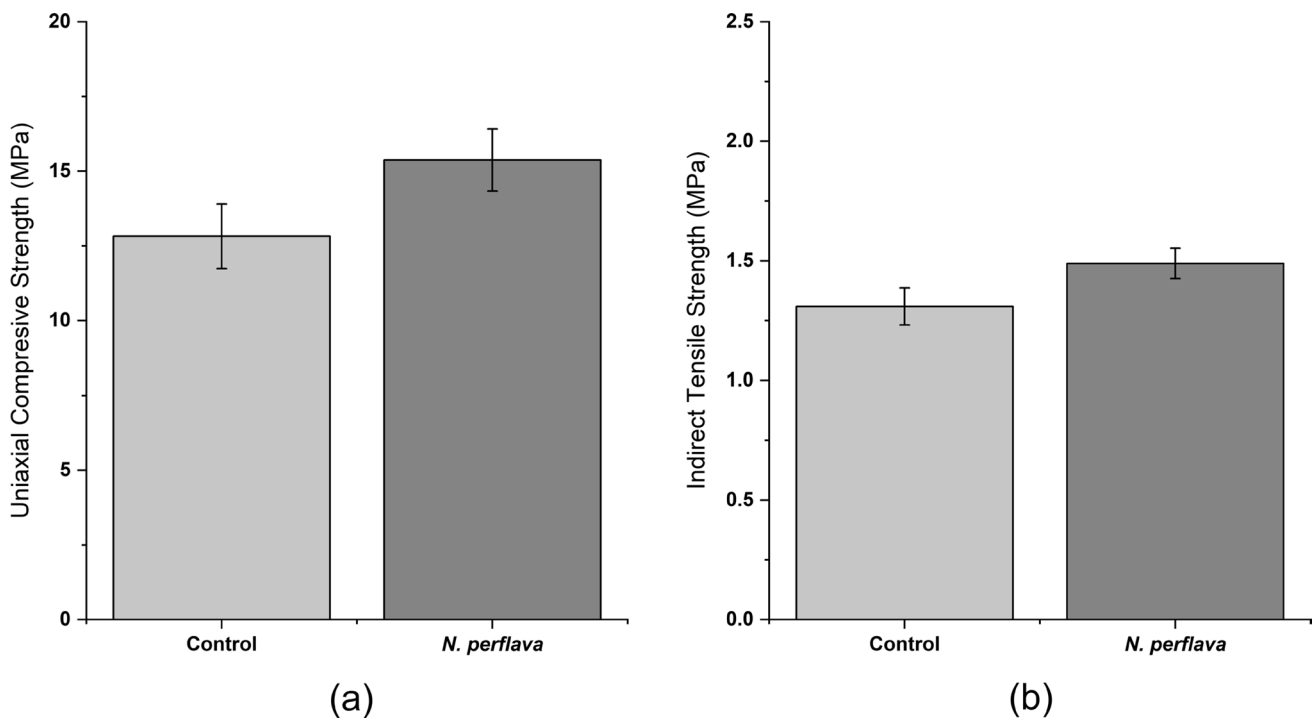 Uniaxial Compresive Strength (MPa)
20
15
10
5
0
Control
N. perflava
(a)
Indirect Tensile Strength (MPa)
2.5
2.0
1.5
1.0
0.5
0.0
Control
N. perflava
(b)